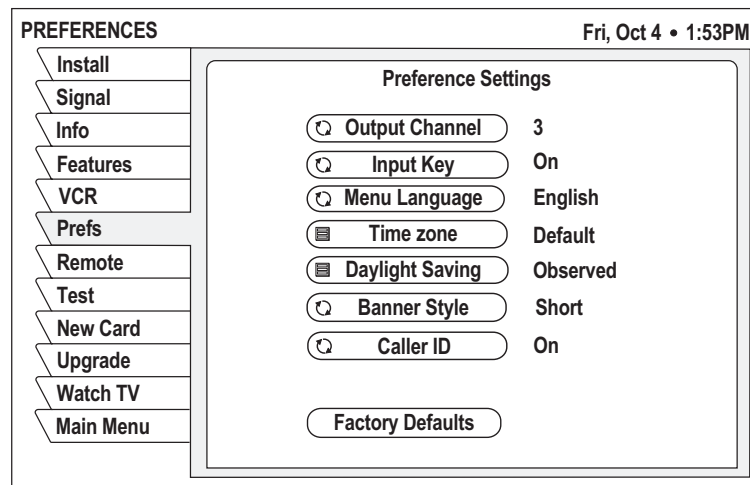 PREFERENCES
Fri, Oct 4 • 1:53PM
Install
Signal
Info
Features
VCR
Prefs
Remote
Test
New Card
Upgrade
Watch TV
Main Menu
Preference Settings
Output Channel 3
Input Key On
Menu Language English
Time zone Default
Daylight Saving Observed
Banner Style Short
Caller ID On
Factory Defaults